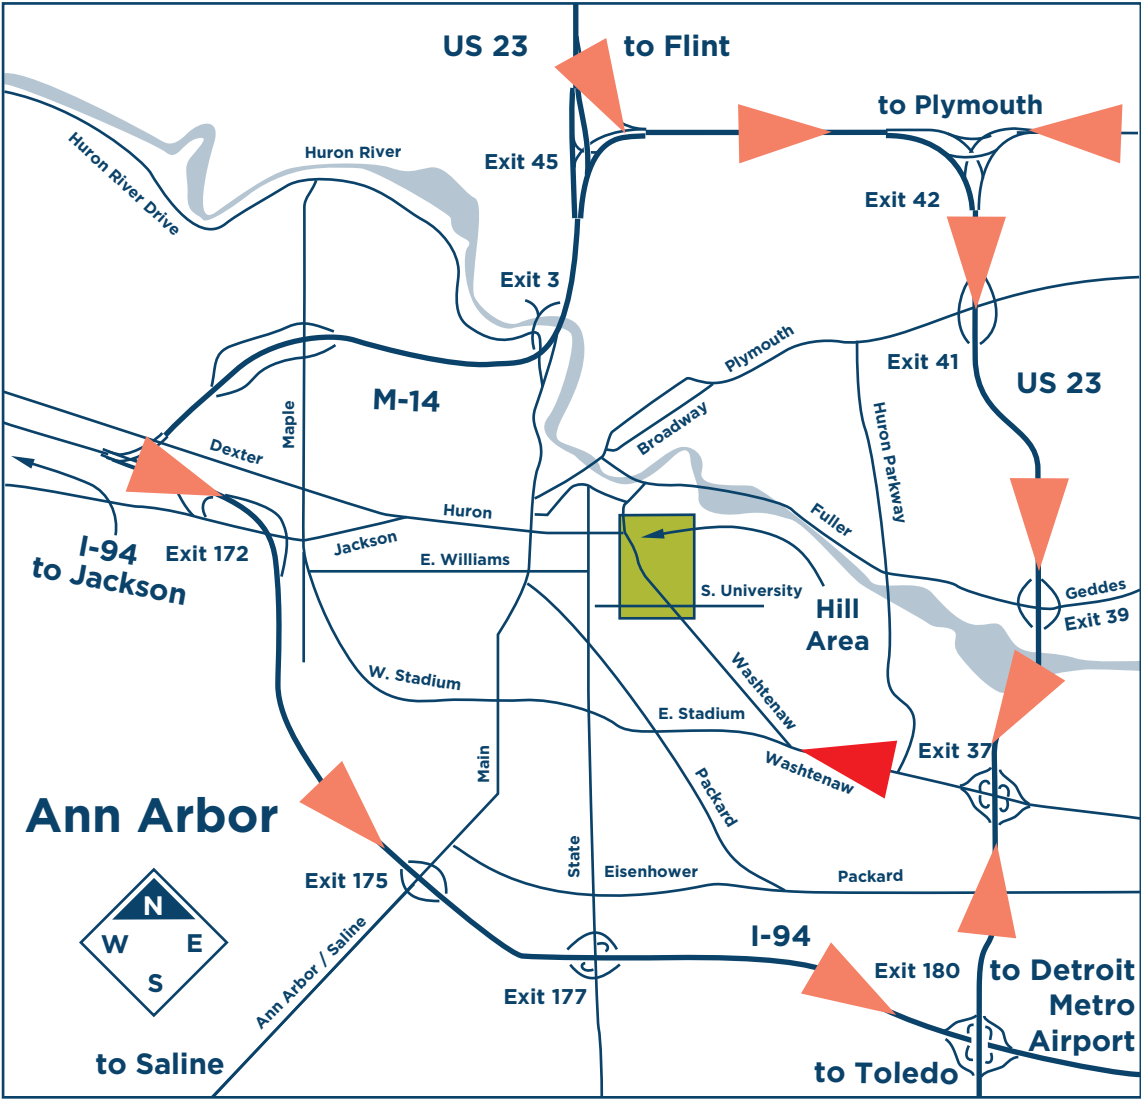 US 23
to Flint
to Plymouth
Huron River
Huron River Drive
Exit 45
Exit 42
Exit 3
Plymouth
Exit 41
US 23
M-14
Broadway
Maple
Dexter
Huron Parkway
Huron
Fuller
I-94
to Jackson
Exit 172
Jackson
E. Williams
S. University
Hill
Area
Geddes
Exit 39
W. Stadium
Washtenaw
E. Stadium
Main
Washtenaw
Exit 37
Packard
Ann Arbor
State
Exit 175
Eisenhower
Packard
N
W
E
S
Ann Arbor / Saline
I-94
Exit 180
to Detroit
Metro
Airport
Exit 177
to Saline
to Toledo